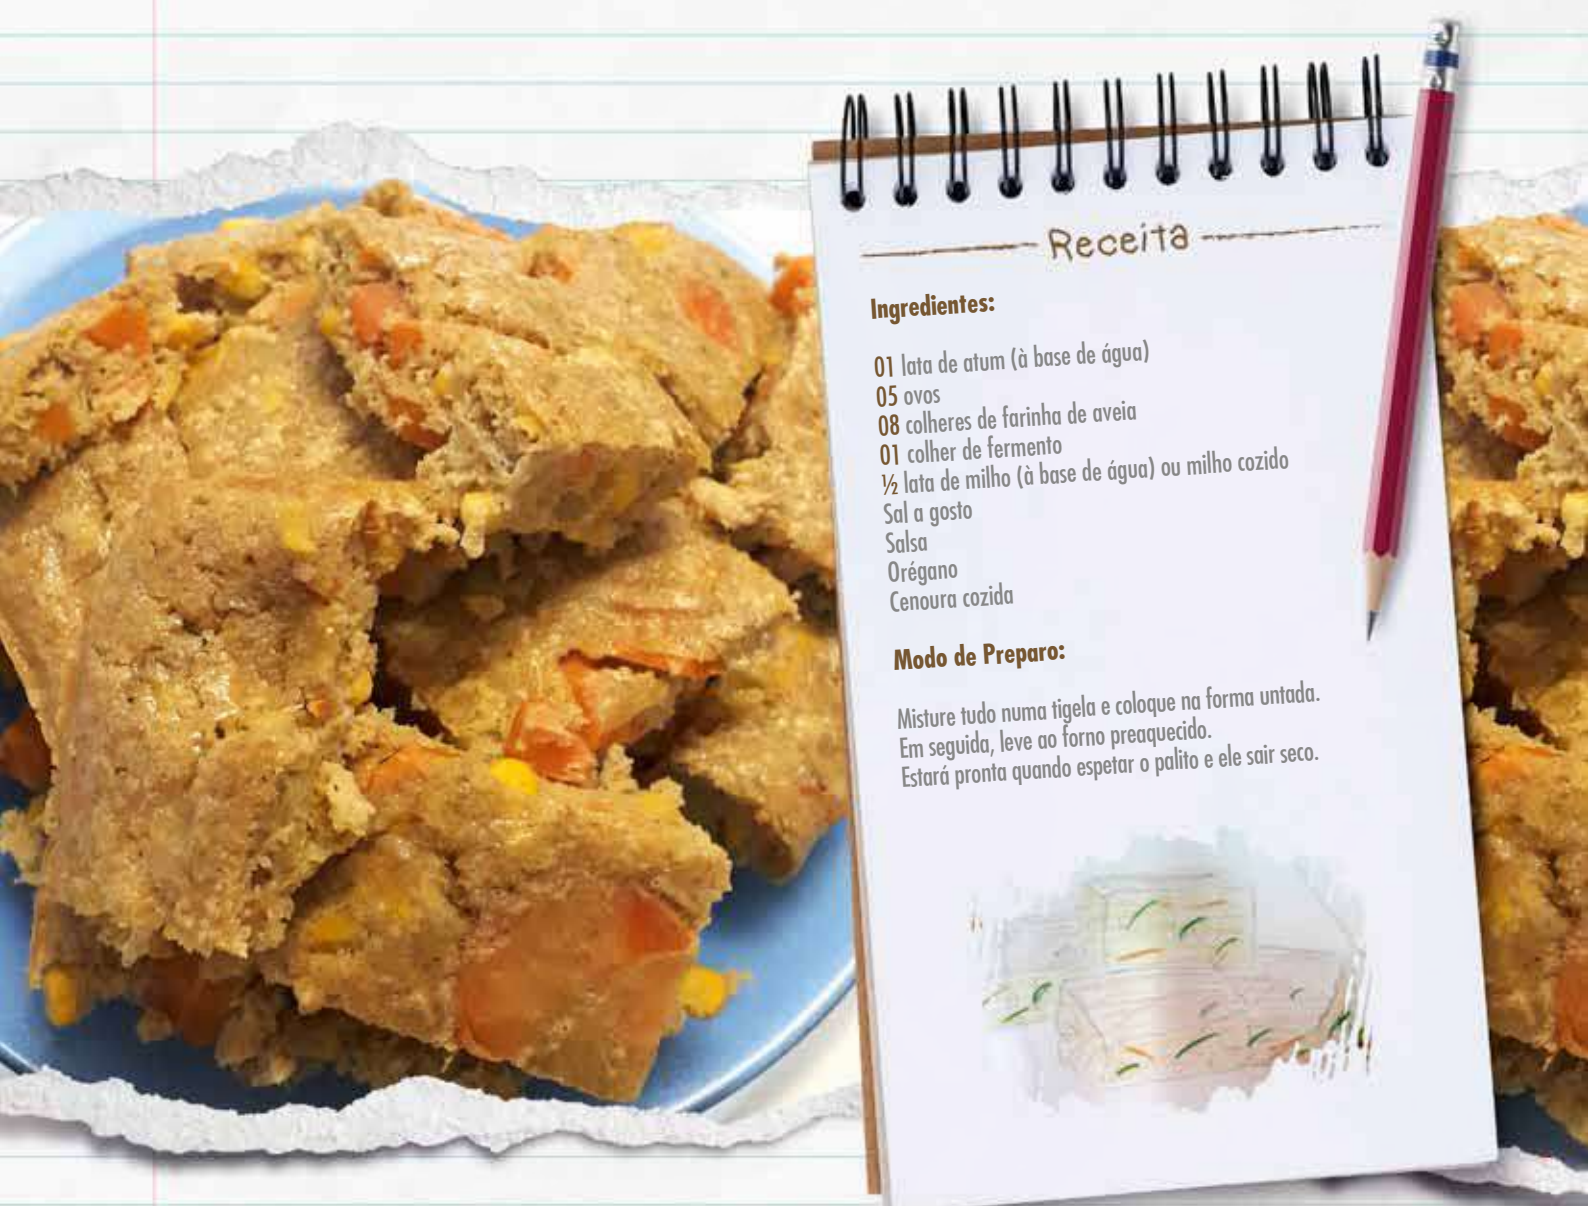 Receita
Ingredientes:
01 lata de atum (à base de água)
05 ovos
08 colheres de farinha de aveia
01 colher de fermento
½ lata de milho (à base de água) ou milho cozido
Sal a gosto
Salsa
Orégano
Cenoura cozida
Modo de Preparo:
Misture tudo numa tigela e coloque na forma untada.
Em seguida, leve ao forno preaquecido.
Estará pronta quando espetar o palito e ele sair seco.